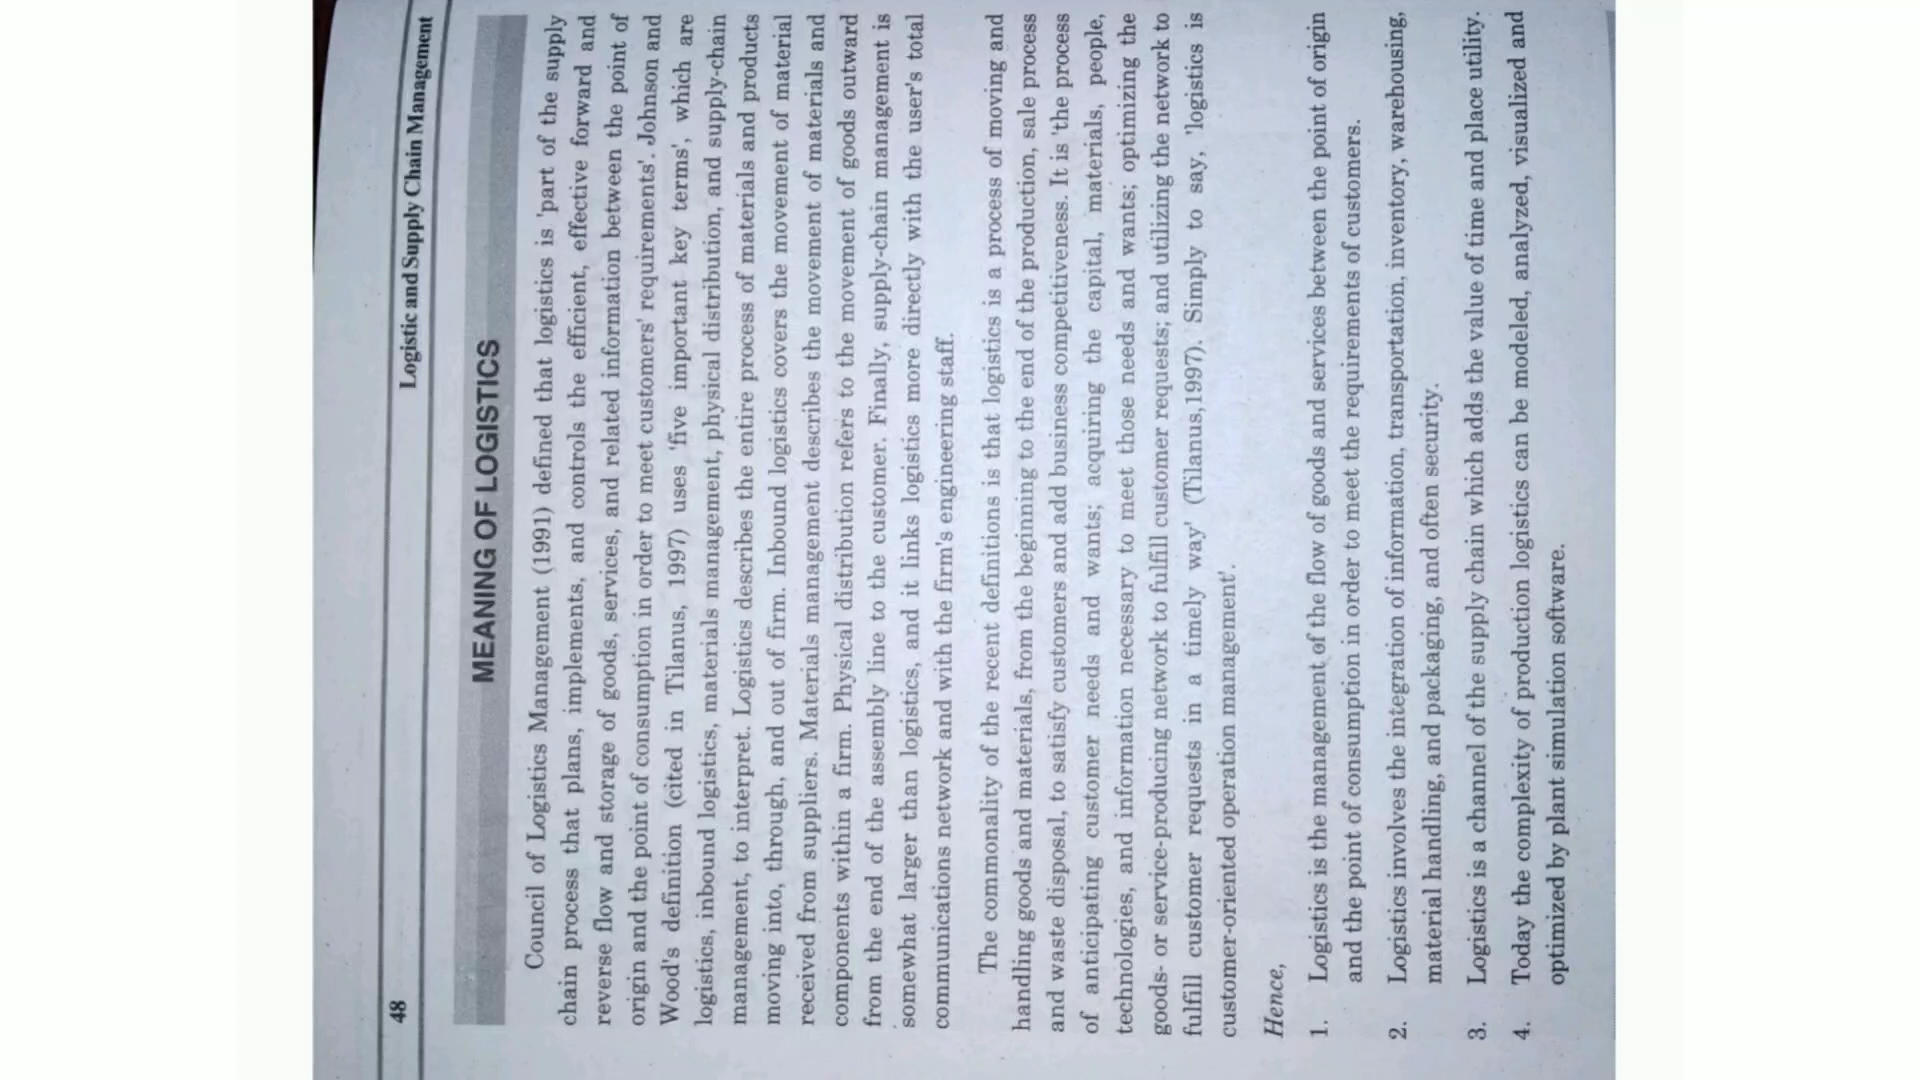 48
Logistic and Supply Chain Management
MEANING OF LOGISTICS
Council of Logistics Management (1991) defined that logistics is 'part of the supply
chain process that plans, implements, and controls the efficient, effective forward and
reverse flow and storage of goods, services, and related information between the point of
origin and the point of consumption in order to meet customers' requirements'. Johnson and
Wood's definition (cited in Tilanus, 1997) uses 'five important key terms', which are
logistics, inbound logistics, materials management, physical distribution, and supply-chain
management, to interpret. Logistics describes the entire process of materials and products
moving into, through, and out of firm. Inbound logistics covers the movement of material
received from suppliers. Materials management describes the movement of materials and
components within a firm. Physical distribution refers to the movement of goods outward
from the end of the assembly line to the customer. Finally, supply-chain management is
somewhat larger than logistics, and it links logistics more directly with the user's total
communications network and with the firm's engineering staff.
The commonality of the recent definitions is that logistics is a process of moving and
handling goods and materials, from the beginning to the end of the production, sale process
and waste disposal, to satisfy customers and add business competitiveness. It is 'the process
of anticipating customer needs and wants; acquiring the capital, materials, people,
technologies, and information necessary to meet those needs and wants; optimizing the
goods- or service-producing network to fulfill customer requests; and utilizing the network to
fulfill customer requests in a timely way' (Tilanus,1997). Simply to say, 'logistics is
customer-oriented operation management'.
Hence,
1. Logistics is the management of the flow of goods and services between the point of origin
and the point of consumption in order to meet the requirements of customers.
2. Logistics involves the integration of information, transportation, inventory, warehousing,
material handling, and packaging, and often security.
3. Logistics is a channel of the supply chain which adds the value of time and place utility.
4. Today the complexity of production logistics can be modeled, analyzed, visualized and
optimized by plant simulation software.